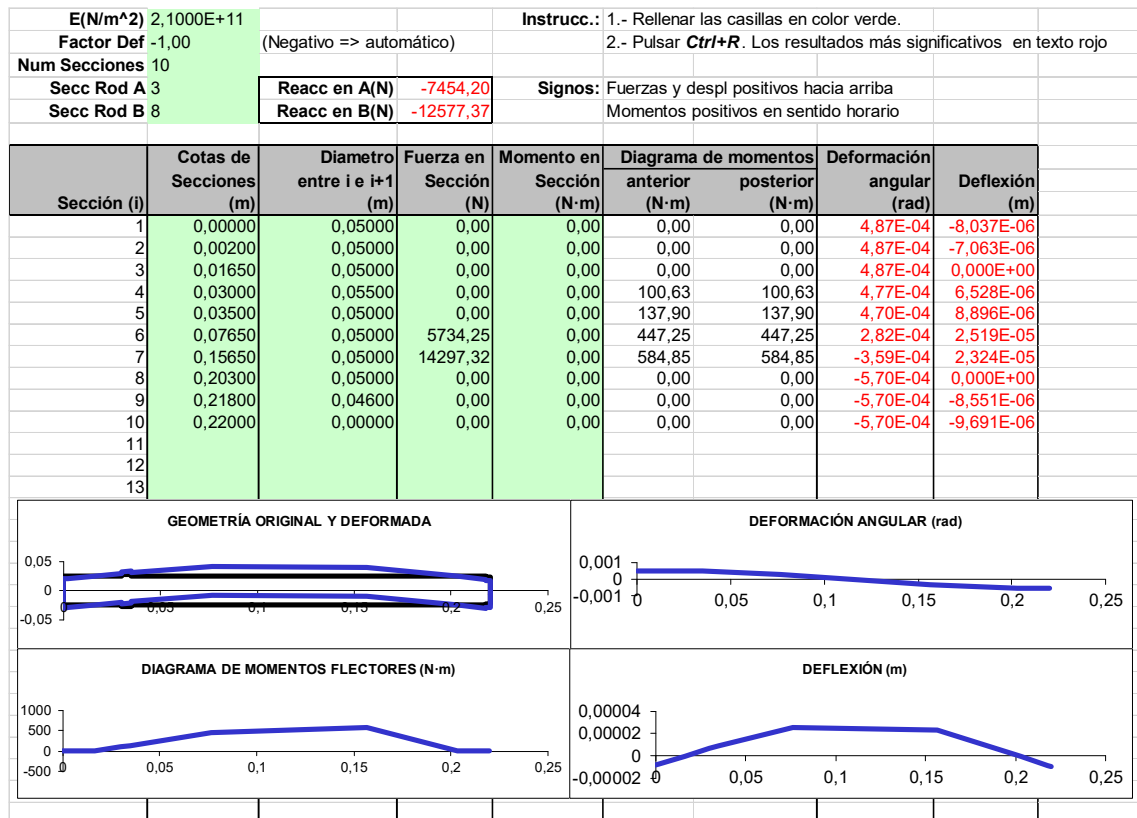 E(N/m^2) 2,1000E+11 Instrucc.: 1.- Rellenar las casillas en color verde.
Factor Def -1,00 (Negativo => automático) 2.- Pulsar Ctrl+R. Los resultados más significativos en texto rojo
Num Secciones 10
Secc Rod A 3 Reacc en A(N) -7454,20 Signos: Fuerzas y despl positivos hacia arriba
Secc Rod B 8 Reacc en B(N) -12577,37 Momentos positivos en sentido horario
Cotas de Diametro Fuerza en Momento en Diagrama de momentos Deformación
Secciones entre i e i+1 Sección Sección anterior posterior angular Deflexión
Sección (i) (m) (m) (N) (N·m) (N·m) (N·m) (rad) (m)
1 0,00000 0,05000 0,00 0,00 0,00 0,00 4,87E-04 -8,037E-06
2 0,00200 0,05000 0,00 0,00 0,00 0,00 4,87E-04 -7,063E-06
3 0,01650 0,05000 0,00 0,00 0,00 0,00 4,87E-04 0,000E+00
4 0,03000 0,05500 0,00 0,00 100,63 100,63 4,77E-04 6,528E-06
5 0,03500 0,05000 0,00 0,00 137,90 137,90 4,70E-04 8,896E-06
6 0,07650 0,05000 5734,25 0,00 447,25 447,25 2,82E-04 2,519E-05
7 0,15650 0,05000 14297,32 0,00 584,85 584,85 -3,59E-04 2,324E-05
8 0,20300 0,05000 0,00 0,00 0,00 0,00 -5,70E-04 0,000E+00
9 0,21800 0,04600 0,00 0,00 0,00 0,00 -5,70E-04 -8,551E-06
10 0,22000 0,00000 0,00 0,00 0,00 0,00 -5,70E-04 -9,691E-06
11
12
13
GEOMETRÍA ORIGINAL Y DEFORMADA
0,05
0
-0,05
0 0,05 0,1 0,15 0,2 0,25
DEFORMACIÓN ANGULAR (rad)
0,001
0
-0,001
0 0,05 0,1 0,15 0,2 0,25
DIAGRAMA DE MOMENTOS FLECTORES (N·m)
1000
500
0
-500
0 0,05 0,1 0,15 0,2 0,25
DEFLEXIÓN (m)
0,00004
0,00002
0
-0,00002
0 0,05 0,1 0,15 0,2 0,25